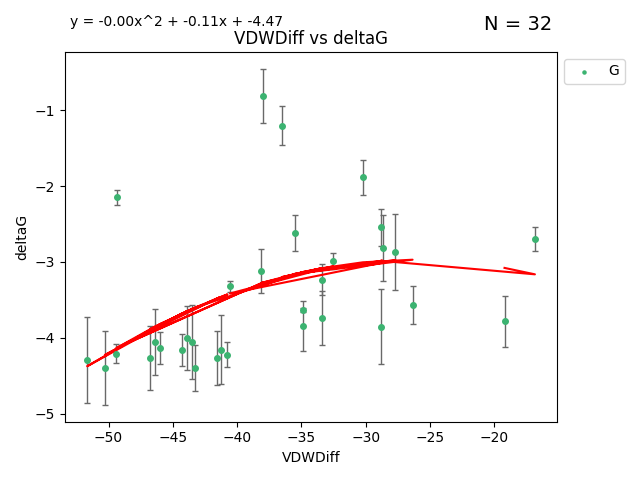 y = -0.00x^2 + -0.11x + -4.47
N = 32
VDWDiff vs deltaG
G
deltaG
−1
−2
−3
−4
−5
−50 −45 −40 −35 −30 −25 −20
VDWDiff